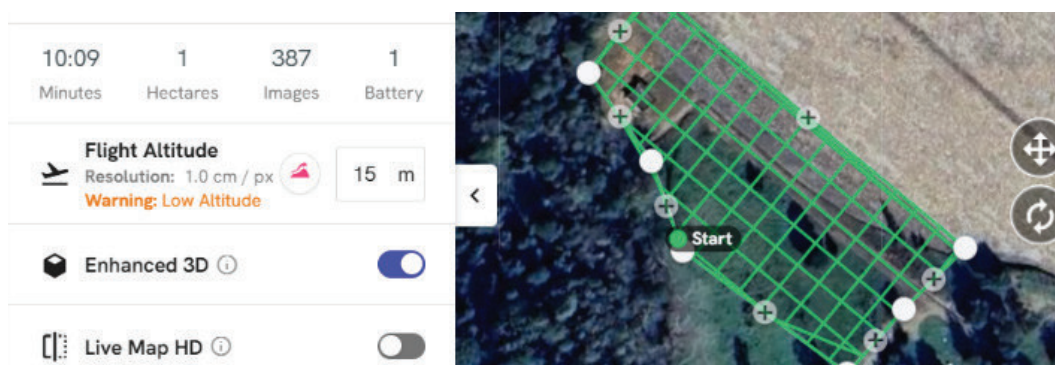 10:09 1 387 1
Minutes Hectares Images Battery
Flight Altitude
Resolution: 1.0 cm / px
Warning: Low Altitude
15 m
Enhanced 3D
Live Map HD
Start